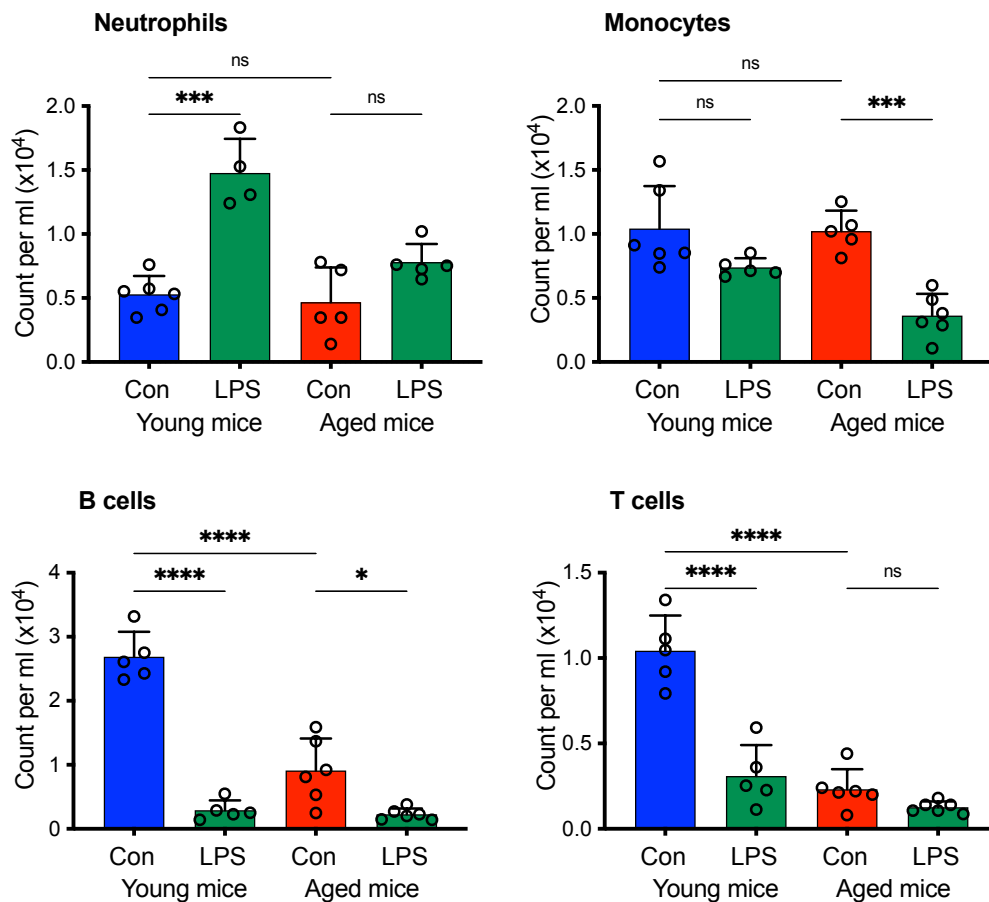 Neutrophils
ns
***
ns
Count per ml (x10⁴)
2.0
1.5
1.0
0.5
0.0
Con LPS Con LPS
Young mice Aged mice
Monocytes
ns
ns
***
Count per ml (x10⁴)
2.0
1.5
1.0
0.5
0.0
Con LPS Con LPS
Young mice Aged mice
B cells
****
****
*
Count per ml (x10⁴)
4
3
2
1
0
Con LPS Con LPS
Young mice Aged mice
T cells
****
****
ns
Count per ml (x10⁴)
1.5
1.0
0.5
0.0
Con LPS Con LPS
Young mice Aged mice